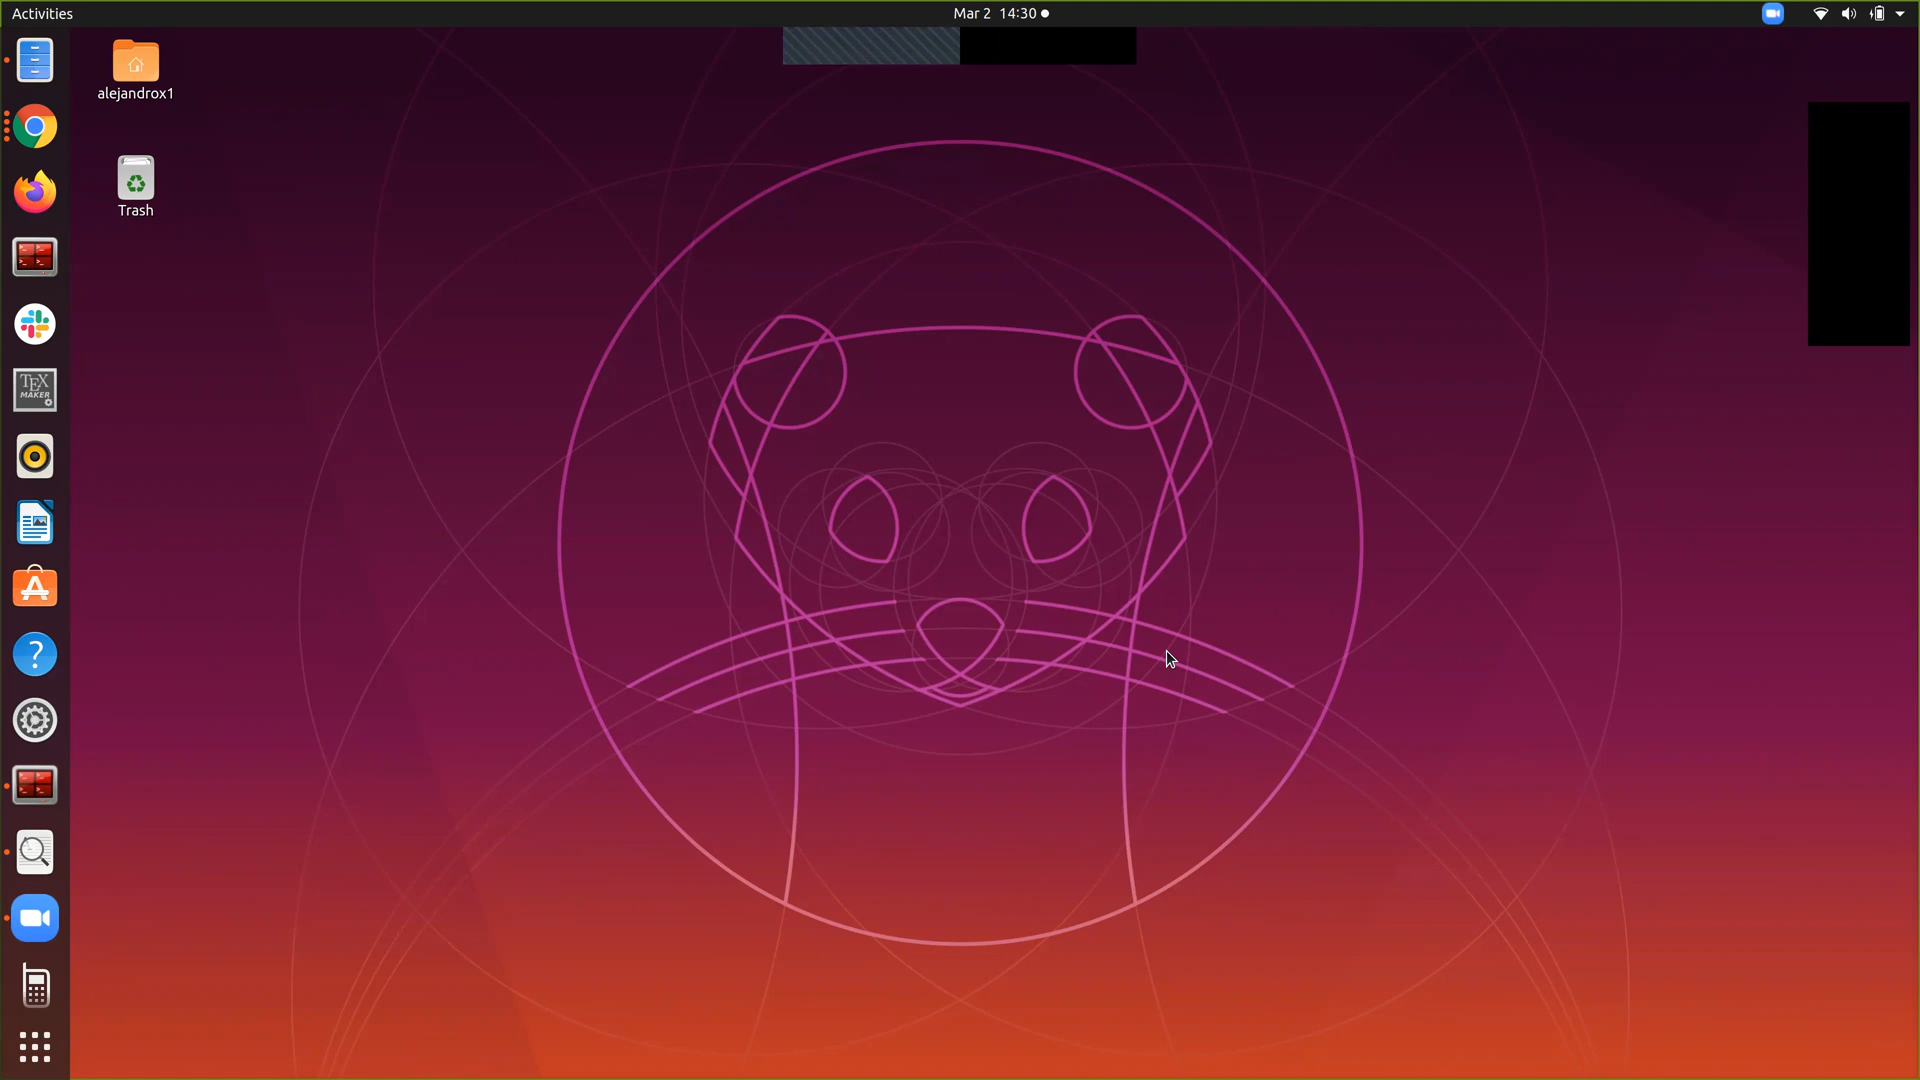 Activities
Mar 2 14:30
alejandrox1
Trash
TEX
MAKER